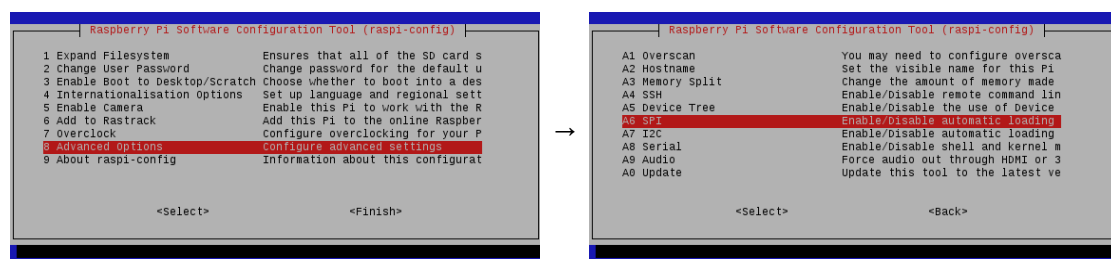 Raspberry Pi Software Configuration Tool (raspi-config)
1 Expand Filesystem Ensures that all of the SD card s
2 Change User Password Change password for the default u
3 Enable Boot to Desktop/Scratch Choose whether to boot into a des
4 Internationalisation Options Set up language and regional sett
5 Enable Camera Enable this Pi to work with the R
6 Add to Rastrack Add this Pi to the online Raspber
7 Overclock Configure overclocking for your P
8 Advanced Options Configure advanced settings
9 About raspi-config Information about this configurat
<Select> <Finish>
→
Raspberry Pi Software Configuration Tool (raspi-config)
A1 Overscan You may need to configure oversca
A2 Hostname Set the visible name for this Pi
A3 Memory Split Change the amount of memory made
A4 SSH Enable/Disable remote command lin
A5 Device Tree Enable/Disable the use of Device
A6 SPI Enable/Disable automatic loading
A7 I2C Enable/Disable automatic loading
A8 Serial Enable/Disable shell and kernel m
A9 Audio Force audio out through HDMI or 3
A0 Update Update this tool to the latest ve
<Select> <Back>